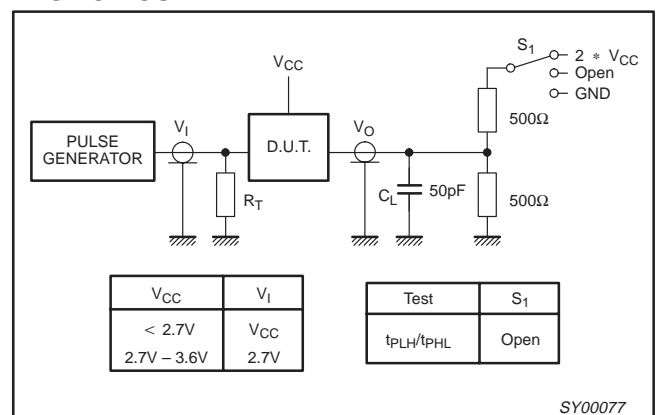 S1
2 * VCC
Open
GND
VCC
500Ω
PULSE
GENERATOR
VI
D.U.T.
VO
RT
CL
50pF
500Ω
VCC VI
< 2.7V VCC
2.7V – 3.6V 2.7V
Test S1
tPLH/tPHL Open
SY00077